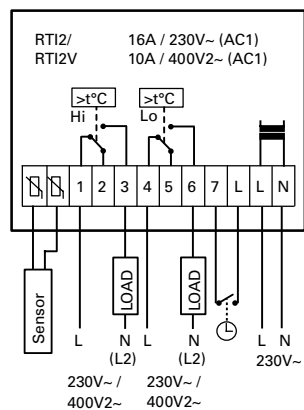 RTI2/ 16A / 230V~ (AC1)
RTI2V 10A / 400V2~ (AC1)
>t°C >t°C
Hi Lo
1 2 3 4 5 6 7 L L N
Sensor LOAD LOAD
L N L N L N
(L2) (L2) 230V~
230V~ / 230V~ /
400V2~ 400V2~